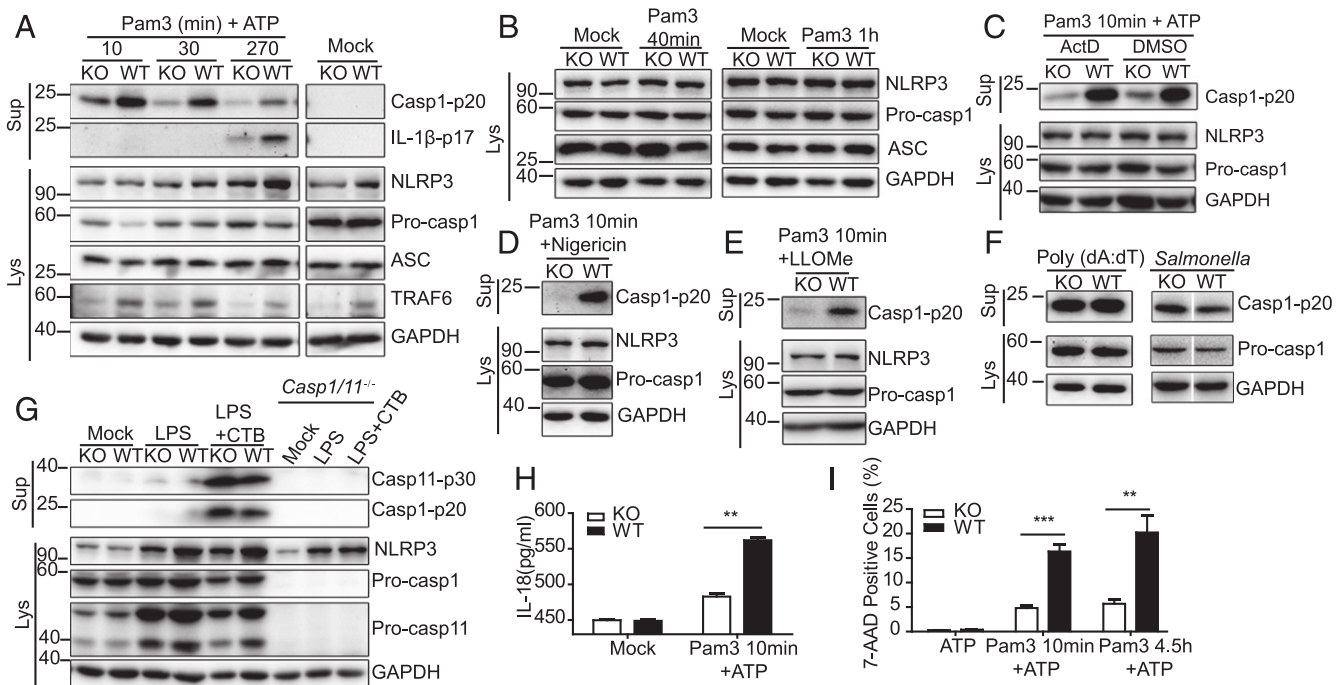 A
Pam3 (min) + ATP
10 30 270 Mock
KO WT KO WT KO WT KO WT
Sup
25 Casp1-p20
25 IL-1β-p17
Lys
90 NLRP3
60 Pro-casp1
25 ASC
60 TRAF6
40 GAPDH
B
Mock Pam3 40min Mock Pam3 1h
KO WT KO WT KO WT KO WT
Lys
90 NLRP3
60 Pro-casp1
25 ASC
40 GAPDH
C
Pam3 10min + ATP
ActD DMSO
KO WT KO WT
Sup
25 Casp1-p20
Lys
90 NLRP3
60 Pro-casp1
40 GAPDH
D
Pam3 10min
+Nigericin
KO WT
Sup
25 Casp1-p20
Lys
90 NLRP3
60 Pro-casp1
40 GAPDH
E
Pam3 10min
+LLOMe
KO WT
Sup
25 Casp1-p20
Lys
90 NLRP3
60 Pro-casp1
40 GAPDH
F
Poly (dA:dT) Salmonella
KO WT KO WT
Sup
25 Casp1-p20
Lys
60 Pro-casp1
40 GAPDH
G
Casp1/11-/-
Mock LPS LPS +CTB Mock LPS LPS+CTB
KO WT KO WT KO WT
Sup
40 Casp11-p30
25 Casp1-p20
Lys
90 NLRP3
60 Pro-casp1
40 Pro-casp11
40 GAPDH
H
IL-18(pg/ml)
600
550
500
450
KO
WT
**
Mock Pam3 10min
+ATP
I
7-AAD Positive Cells (%)
25
20
15
10
5
0
KO
WT
***
**
ATP Pam3 10min Pam3 4.5h
+ATP +ATP